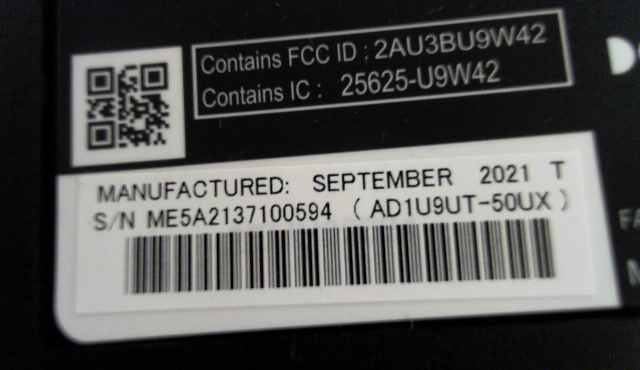 Contains FCC ID : 2AU3BU9W42
Contains IC : 25625-U9W42
MANUFACTURED: SEPTEMBER 2021 T
S/N ME5A2137100594 ( AD1U9UT-50UX )